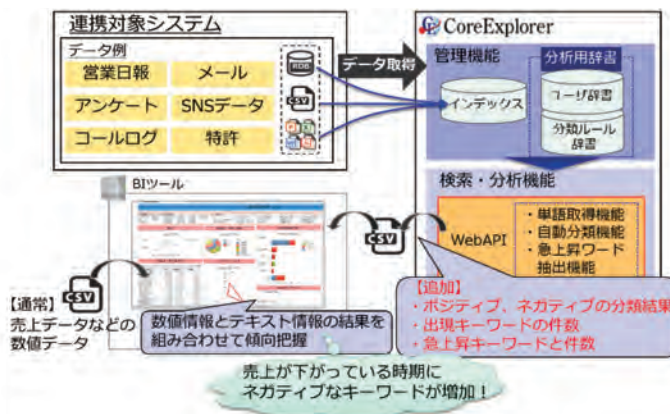 連携対象システム
データ例
営業日報
メール
アンケート
SNSデータ
コールログ
特許
RDB
CSV
データ取得
CoreExplorer
管理機能
分析用辞書
インデックス
ユーザ辞書
分類ルール
辞書
検索・分析機能
WebAPI
・単語取得機能
・自動分類機能
・急上昇ワード
抽出機能
BIツール
CSV
【通常】
CSV
売上データなどの
数値データ
数値情報とテキスト情報の結果を
組み合わせて傾向把握
【追加】
・ポジティブ、ネガティブの分類結果
・出現キーワードの件数
・急上昇キーワードと件数
売上が下がっている時期に
ネガティブなキーワードが増加！